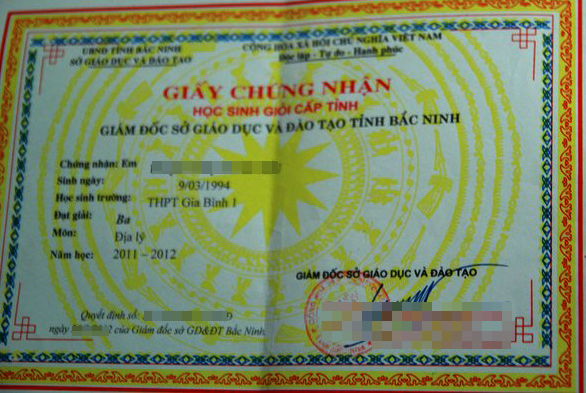 UBND TỈNH BẮC NINH
SỞ GIÁO DỤC VÀ ĐÀO TẠO
CỘNG HÒA XÃ HỘI CHỦ NGHĨA VIỆT NAM
Độc lập - Tự do - Hạnh phúc
GIẤY CHỨNG NHẬN
HỌC SINH GIỎI CẤP TỈNH
GIÁM ĐỐC SỞ GIÁO DỤC VÀ ĐÀO TẠO TỈNH BẮC NINH
Chứng nhận: Em
Sinh ngày: 9/03/1994
Học sinh trường: THPT Gia Bình 1
Đạt giải: Ba
Môn: Địa lý
Năm học: 2011 – 2012
GIÁM ĐỐC SỞ GIÁO DỤC VÀ ĐÀO TẠO
Quyết định số:
ngày 2 của Giám đốc sở GD&ĐT Bắc Ninh.